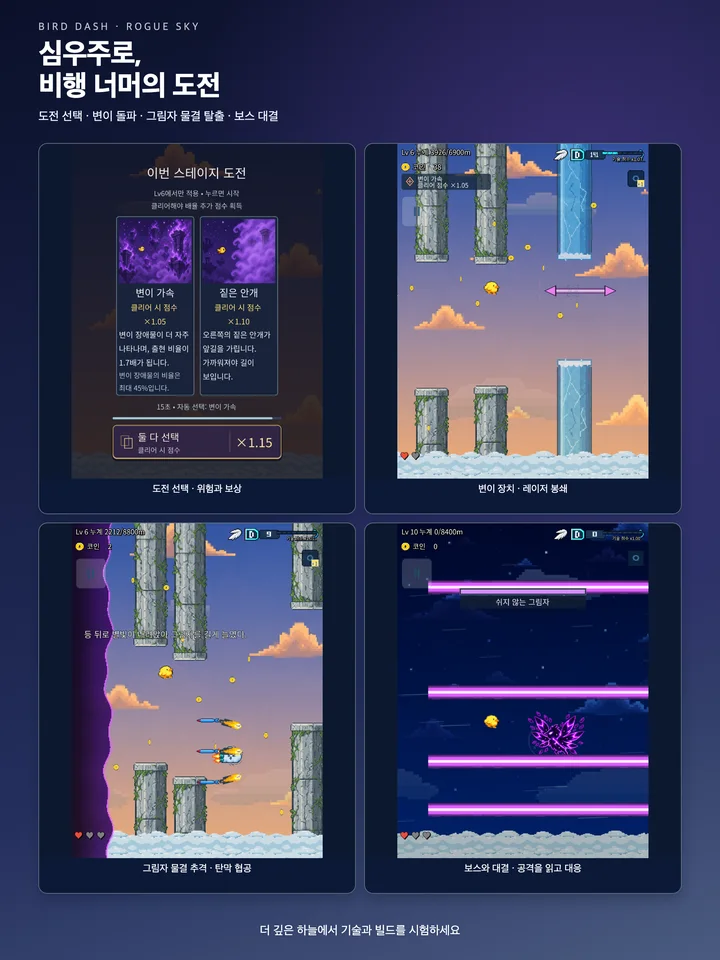 BIRD DASH · ROGUE SKY
심우주로,
비행 너머의 도전
도전 선택 · 변이 돌파 · 그림자 물결 탈출 · 보스 대결
이번 스테이지 도전
Lv6에서만 적용 • 누르면 시작
클리어해야 배율 추가 점수 획득
변이 가속
클리어 시 점수
×1.05
변이 장애물이 더 자주
나타나며, 출현 비율이
1.7배가 됩니다.
변이 장애물의 비율은
최대 45%입니다.
짙은 안개
클리어 시 점수
×1.10
오른쪽의 짙은 안개가
앞길을 가립니다.
가까워져야 길이
보입니다.
15초 • 자동 선택: 변이 가속
둘 다 선택
클리어 시 점수
×1.15
도전 선택 · 위험과 보상
Lv 6 누계 1926/6900m
D 141
코인
변이 가속
클리어 점수 ×1.05
변이 장치 · 레이저 봉쇄
Lv 6 누계 2212/8800m
D 9
코인 2
등 뒤로
그림자 물결 추격 · 탄막 협공
Lv 10 누계 0/8400m
D
코인 0
쉬지 않는 그림자
보스와 대결 · 공격을 읽고 대응
더 깊은 하늘에서 기술과 빌드를 시험하세요